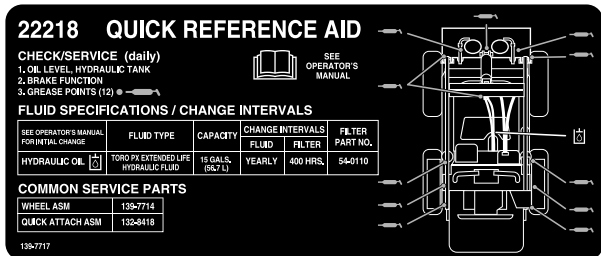 22218 QUICK REFERENCE AID
CHECK/SERVICE (daily)
1. OIL LEVEL, HYDRAULIC TANK
2. BRAKE FUNCTION
3. GREASE POINTS (12)
SEE
OPERATOR'S
MANUAL
FLUID SPECIFICATIONS / CHANGE INTERVALS
SEE OPERATOR'S MANUAL
FOR INITIAL CHANGE
FLUID TYPE
CAPACITY
CHANGE INTERVALS
FLUID
FILTER
FILTER
PART NO.
HYDRAULIC OIL
TORO PX EXTENDED LIFE
HYDRAULIC FLUID
15 GALS.
(56.7 L)
YEARLY
400 HRS.
54-0110
COMMON SERVICE PARTS
WHEEL ASM 139-7714
QUICK ATTACH ASM 132-8418
139-7717